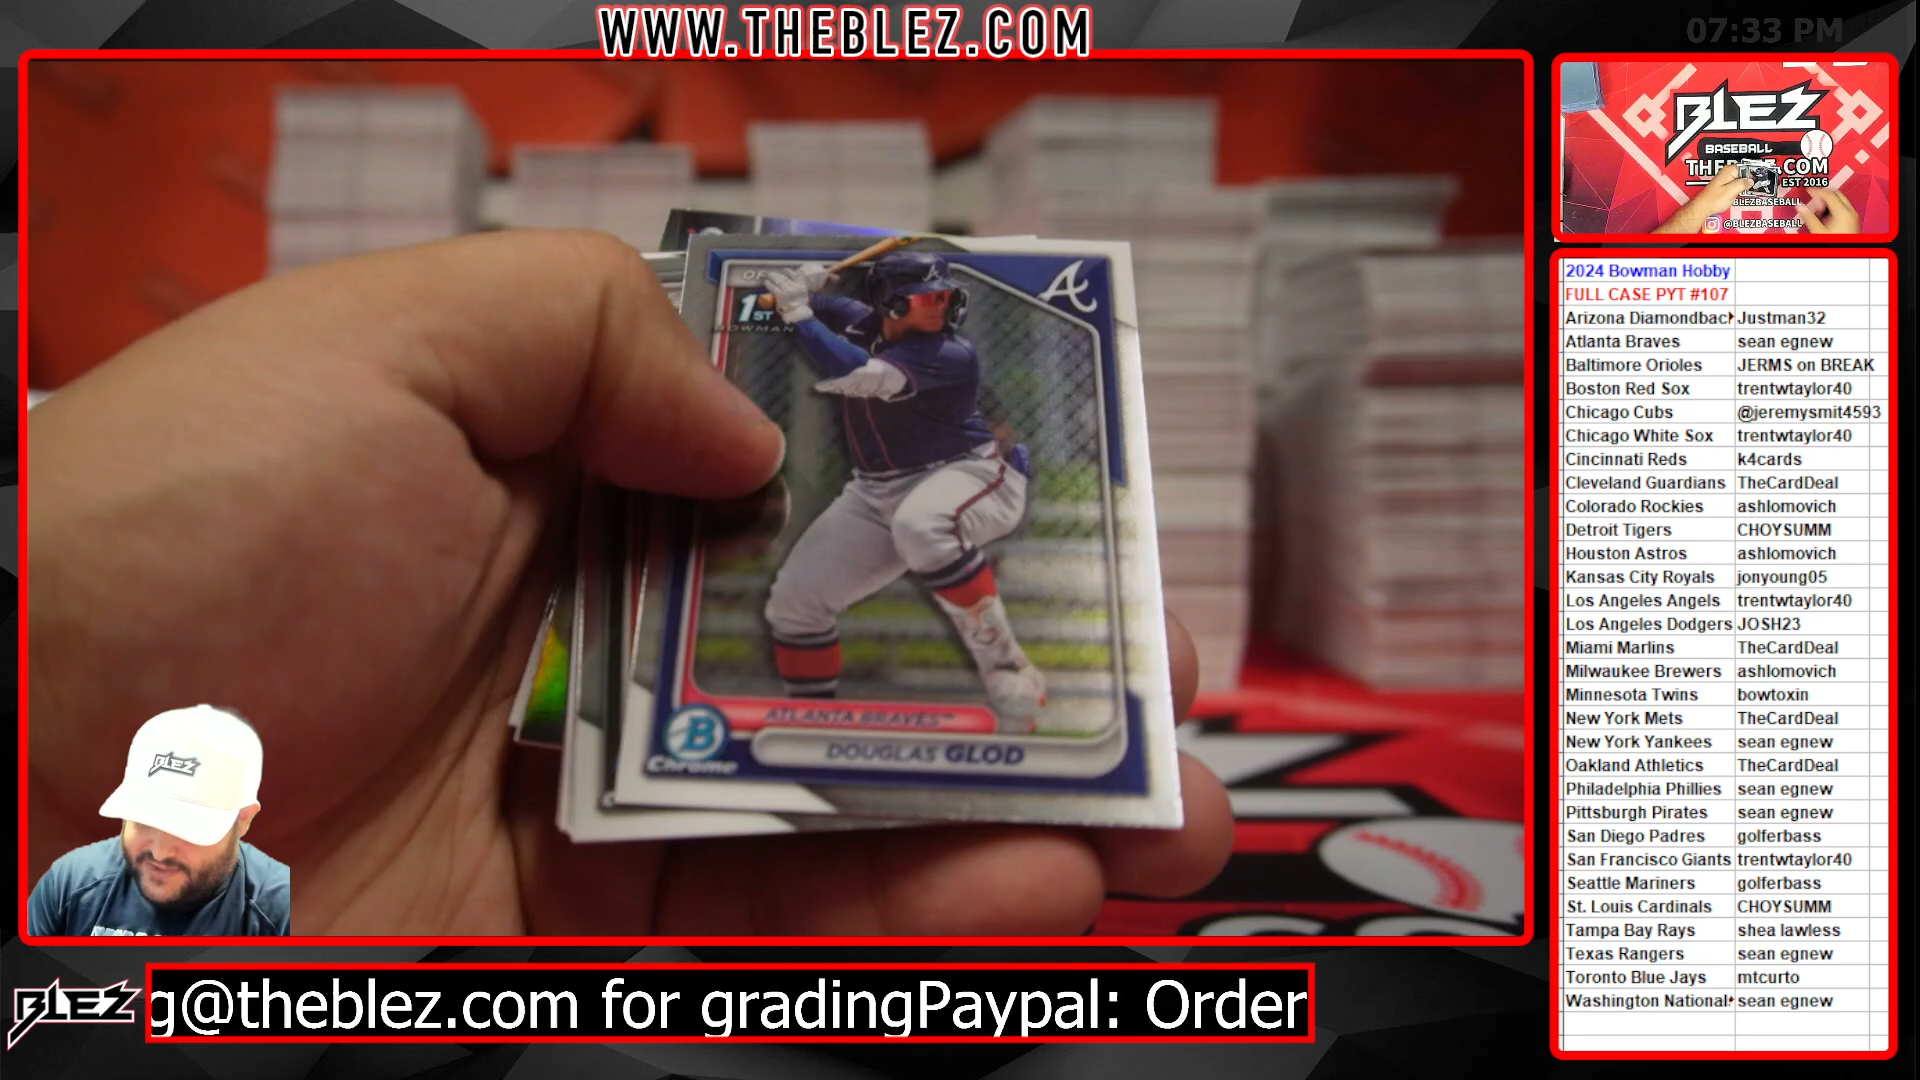 WWW.THEBLEZ.COM
07:33 PM
1ST
BOWMAN
A
ATLANTA BRAVES™
DOUGLAS GLOD
B
Chrome
BLEZ
BLEZ
BASEBALL
EST 2016
@BLEZBASEBALL
2024 Bowman Hobby
FULL CASE PYT #107
Arizona Diamondback Justman32
Atlanta Braves sean egnew
Baltimore Orioles JERMS on BREAK
Boston Red Sox trentwtaylor40
Chicago Cubs @jeremysmit4593
Chicago White Sox trentwtaylor40
Cincinnati Reds k4cards
Cleveland Guardians TheCardDeal
Colorado Rockies ashlomovich
Detroit Tigers CHOYSUMM
Houston Astros ashlomovich
Kansas City Royals jonyoung05
Los Angeles Angels trentwtaylor40
Los Angeles Dodgers JOSH23
Miami Marlins TheCardDeal
Milwaukee Brewers ashlomovich
Minnesota Twins bowtoxin
New York Mets TheCardDeal
New York Yankees sean egnew
Oakland Athletics TheCardDeal
Philadelphia Phillies sean egnew
Pittsburgh Pirates sean egnew
San Diego Padres golferbass
San Francisco Giants trentwtaylor40
Seattle Mariners golferbass
St. Louis Cardinals CHOYSUMM
Tampa Bay Rays shea lawless
Texas Rangers sean egnew
Toronto Blue Jays mtcurto
Washington National sean egnew
BLEZ
g@theblez.com for gradingPaypal: Order